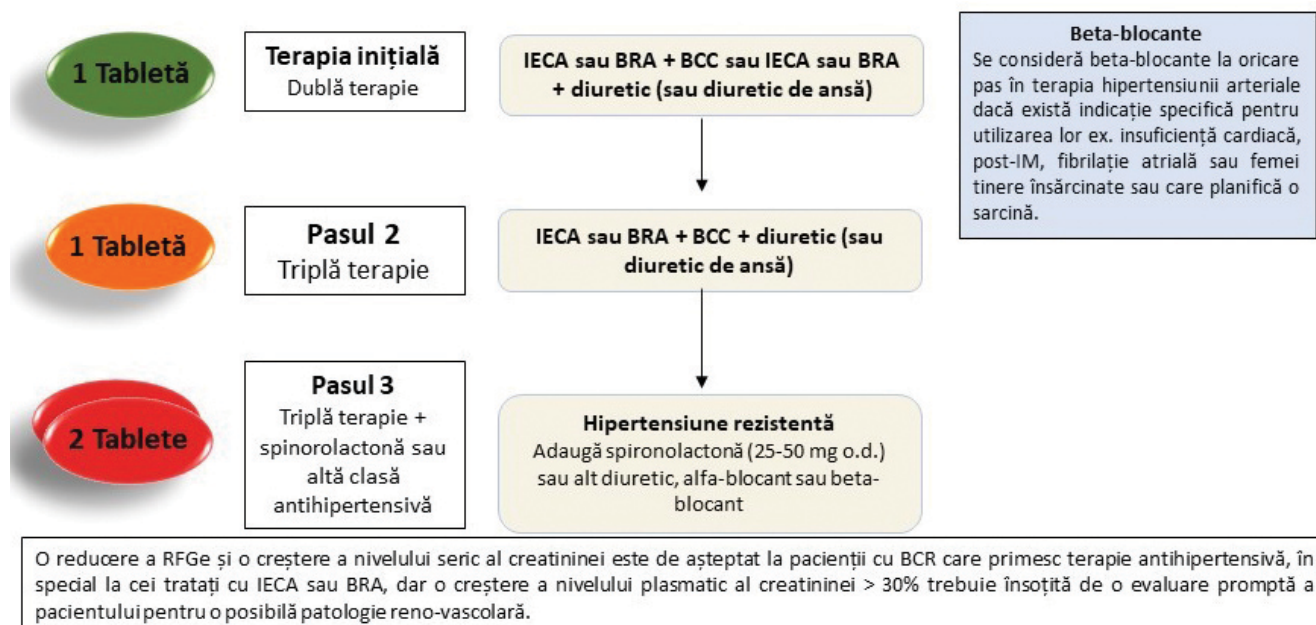 1 Tabletă
Terapia inițială
Dublă terapie
IECA sau BRA + BCC sau IECA sau BRA
+ diuretic (sau diuretic de ansă)
Beta-blocante
Se consideră beta-blocante la oricare
pas în terapia hipertensiunii arteriale
dacă există indicație specifică pentru
utilizarea lor ex. insuficiență cardiacă,
post-IM, fibrilație atrială sau femei
tinere însărcinate sau care planifică o
sarcină.
1 Tabletă
Pasul 2
Triplă terapie
IECA sau BRA + BCC + diuretic (sau
diuretic de ansă)
2 Tablete
Pasul 3
Triplă terapie +
spinorolactonă sau
altă clasă
antihipertensivă
Hipertensiune rezistentă
Adaugă spironolactonă (25-50 mg o.d.)
sau alt diuretic, alfa-blocant sau beta-
blocant
O reducere a RFGe și o creștere a nivelului seric al creatininei este de așteptat la pacienții cu BCR care primesc terapie antihipertensivă, în
special la cei tratați cu IECA sau BRA, dar o creștere a nivelului plasmatic al creatininei > 30% trebuie însoțită de o evaluare promptă a
pacientului pentru o posibilă patologie reno-vascolară.